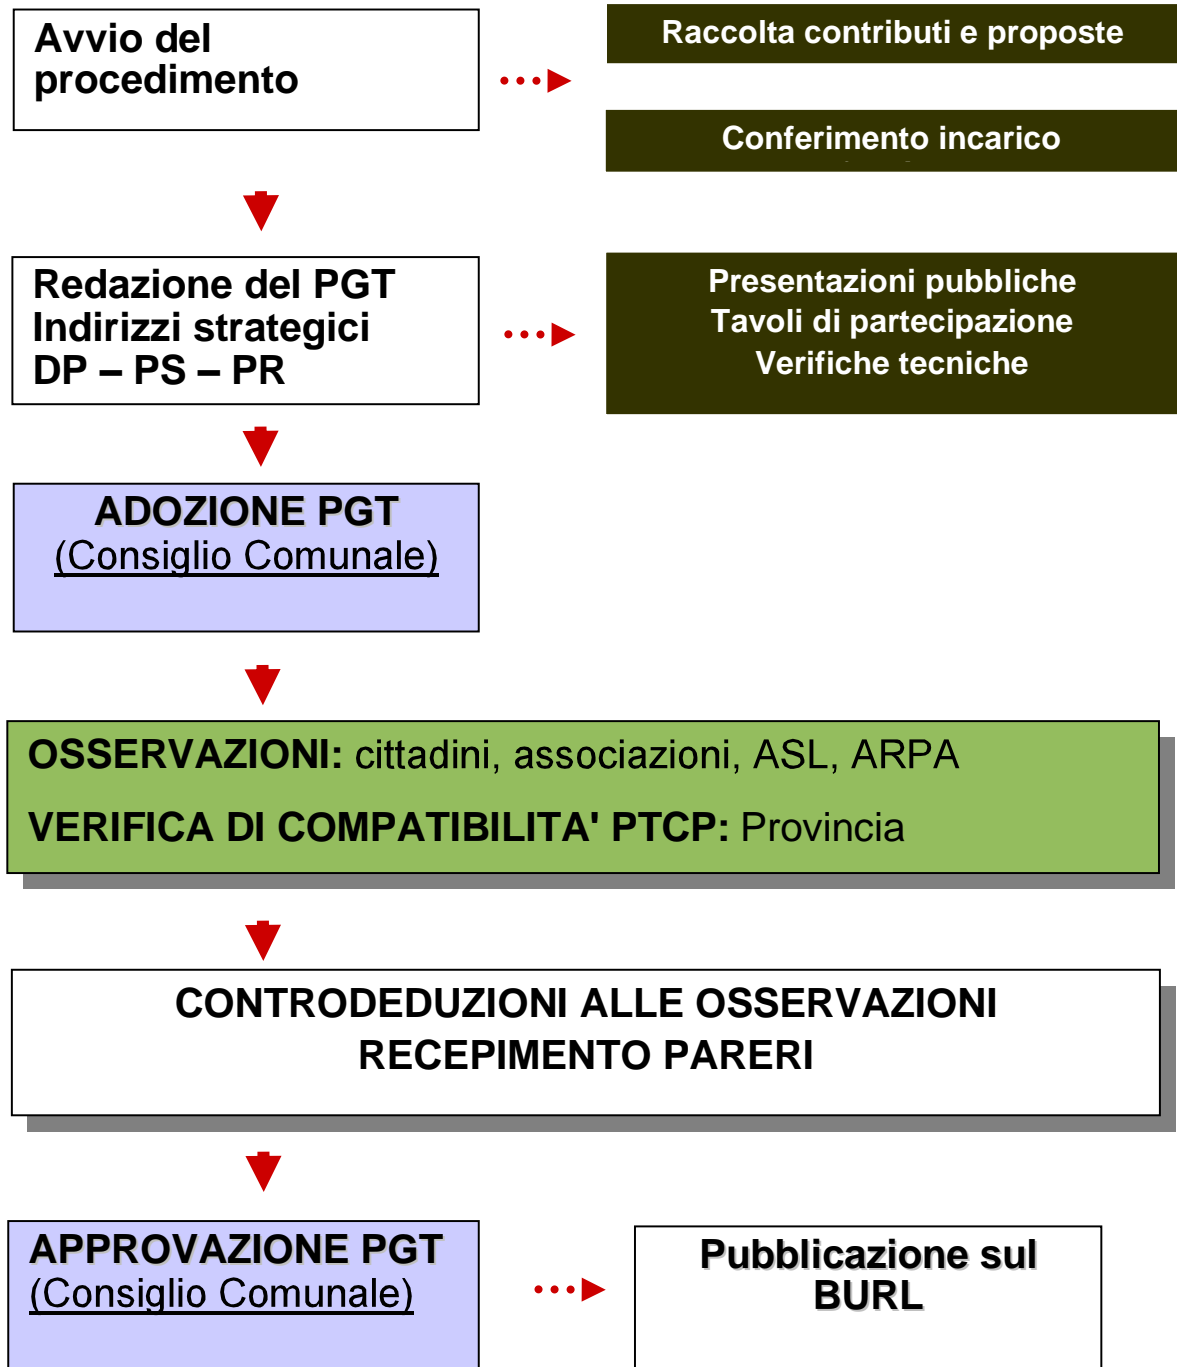 Avvio del
procedimento
Raccolta contributi e proposte
Conferimento incarico
Redazione del PGT
Indirizzi strategici
DP – PS – PR
Presentazioni pubbliche
Tavoli di partecipazione
Verifiche tecniche
ADOZIONE PGT
(Consiglio Comunale)
OSSERVAZIONI: cittadini, associazioni, ASL, ARPA
VERIFICA DI COMPATIBILITA' PTCP: Provincia
CONTRODEDUZIONI ALLE OSSERVAZIONI
RECEPIMENTO PARERI
APPROVAZIONE PGT
(Consiglio Comunale)
Pubblicazione sul
BURL